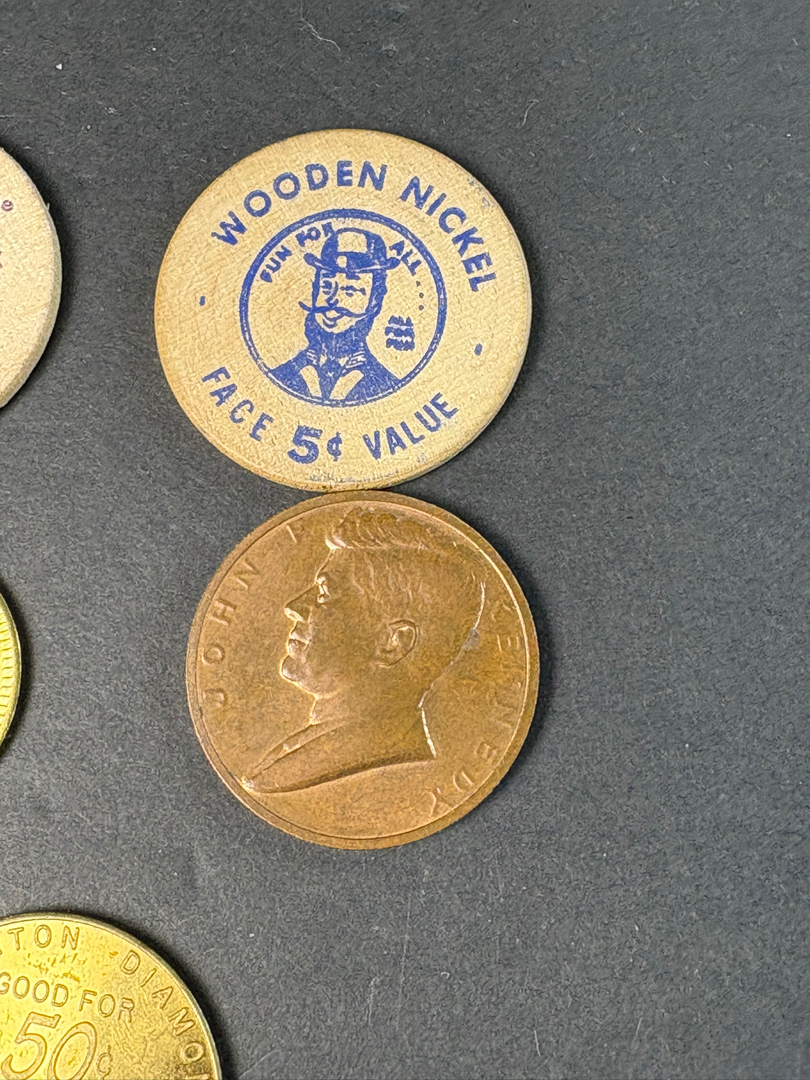 WOODEN NICKEL
FUN FOR ALL....
FACE 5¢ VALUE
JOHN F KENNEDY
TON DIAMO
GOOD FOR
50¢